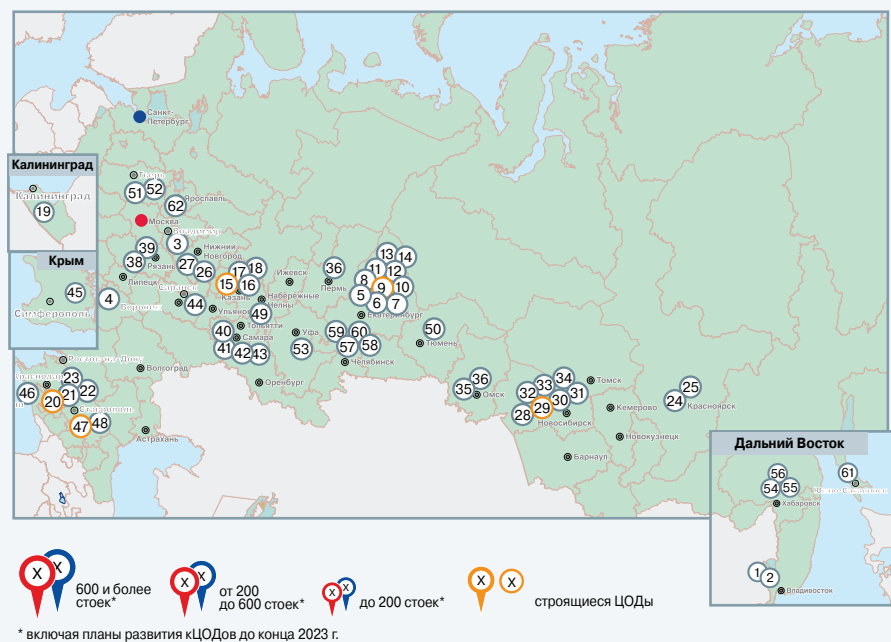 Санкт-
Петербург
Калининград
Калининград
19
Тверь
51
52
62
Ярославль
Москва
Владимир
3
39
38
Рязань
Нижний
Новгород
27
26
Крым
45
Симферополь
4
Липецк
Воронеж
Саранск
44
17
18
15
16
Казань
Ижевск
Набережные
Челны
49
Ульяновск
Тольятти
Самара
40
41
42
43
36
Пермь
13
14
11
12
8
9
10
5
6
7
Екатеринбург
Уфа
53
59
60
57
58
Челябинск
50
Тюмень
Оренбург
Волгоград
Ростов-на-Дону
Краснодар
46
23
20
21
22
Ставрополь
47
48
Астрахань
35
36
Омск
34
33
32
30
31
28
29
Новосибирск
Томск
Кемерово
Новокузнецк
Барнаул
25
24
Красноярск
Дальний Восток
56
54
55
Хабаровск
61
Южно-Сахалинск
1
2
Владивосток
X X
600 и более
стоек*
X X
от 200
до 600 стоек*
X X
до 200 стоек*
X X
строящиеся ЦОДы
* включая планы развития кЦОДов до конца 2023 г.